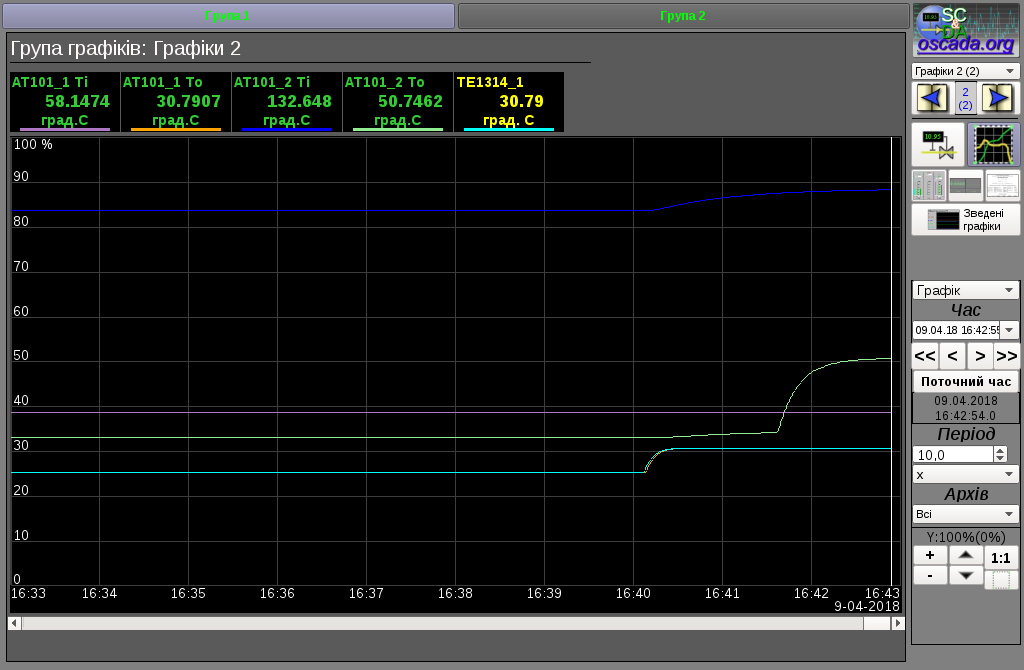 Група 1
Група 2
Група графіків: Графіки 2
AT101_1 Ti
58.1474
град.С
AT101_1 To
30.7907
град.С
AT101_2 Ti
132.648
град.С
AT101_2 To
50.7462
град.С
TE1314_1
30.79
град. С
100 %
90
80
70
60
50
40
30
20
10
0
16:33 16:34 16:35 16:36 16:37 16:38 16:39 16:40 16:41 16:42 16:43
9-04-2018
10.95
SC
&
DA
oscada.org
Графіки 2 (2)
2
(2)
10.95
Зведені
графіки
Графік
Час
09.04.18 16:42:55
<< < > >>
Поточний час
09.04.2018
16:42:54.0
Період
10,0
x
Архів
Всі
Y:100%(0%)
+
1:1
-